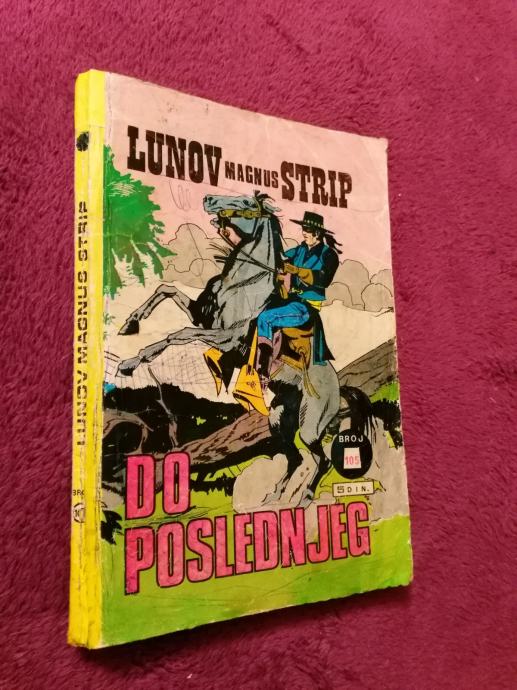 LUNOV MAGNUS STRIP
BROJ
105
5 DIN.
DO
POSLEDNJEG
LUNOV MAGNUS STRIP